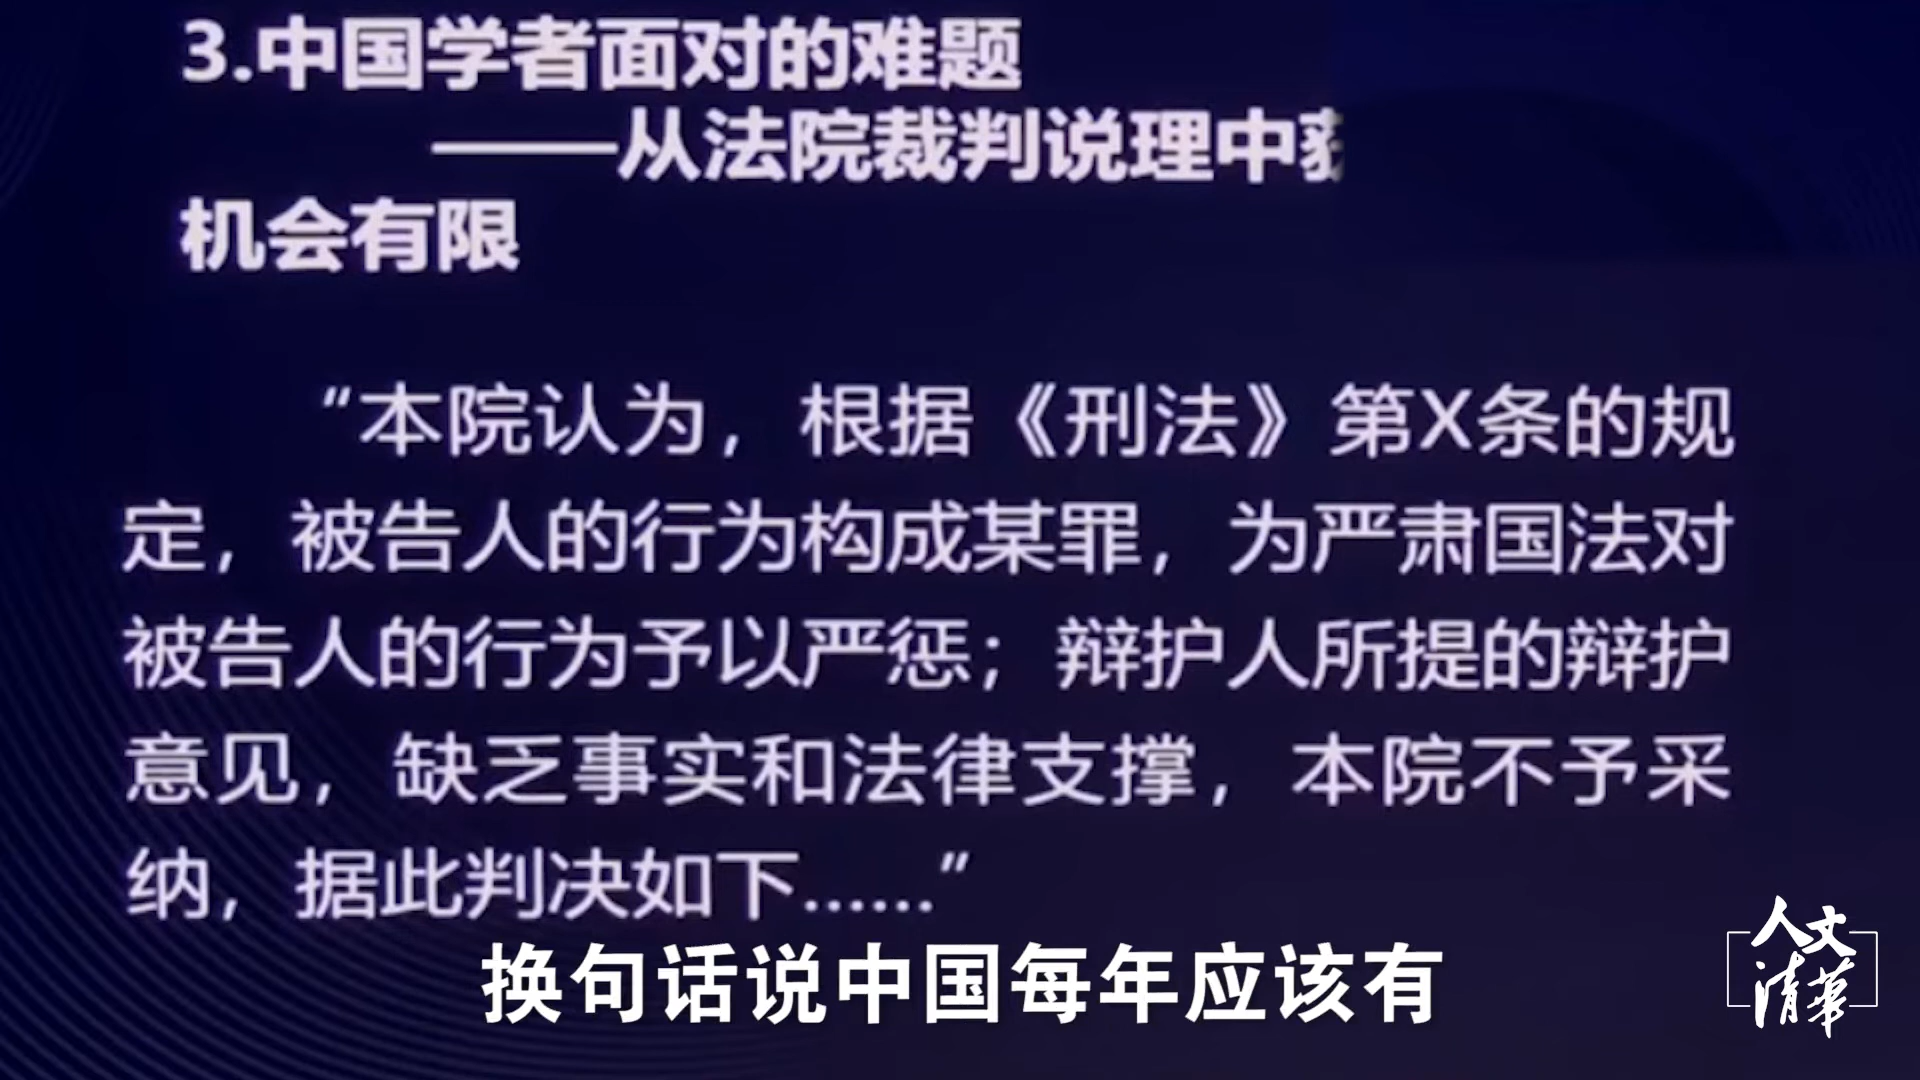 3.中国学者面对的难题
——从法院裁判说理中
机会有限
“本院认为，根据《刑法》第X条的规
定，被告人的行为构成某罪，为严肃国法对
被告人的行为予以严惩；辩护人所提的辩护
意见，缺乏事实和法律支撑，本院不予采
纳，据此判决如下......”
换句话说中国每年应该有
人文
清華